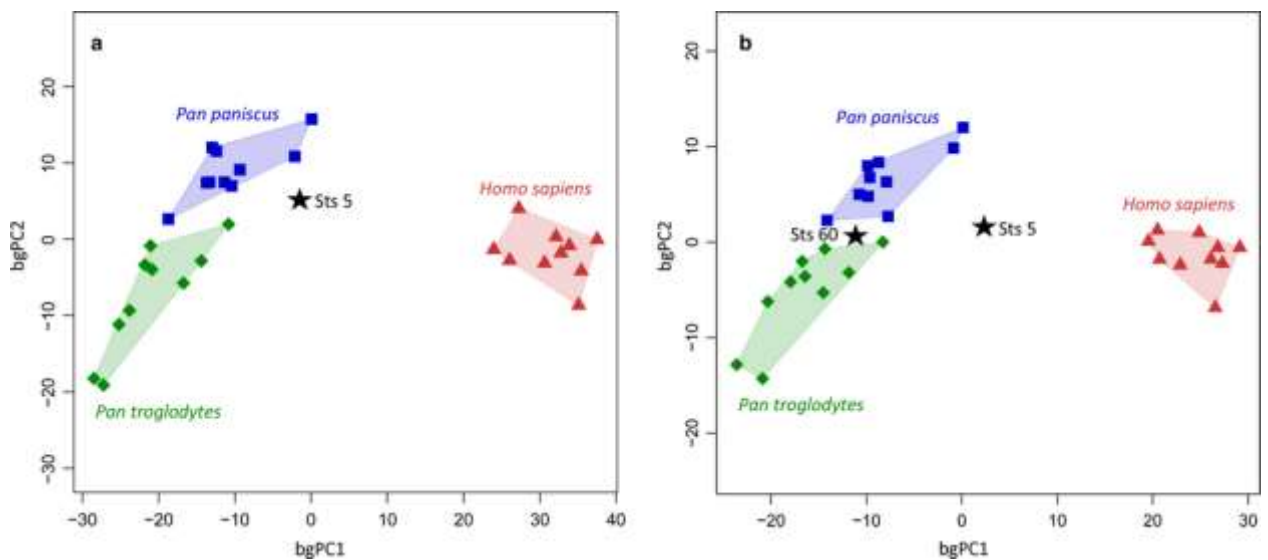 a
Pan paniscus
Sts 5
Homo sapiens
Pan troglodytes
bgPC2
20
10
0
−10
−20
−30
−30 −20 −10 0 10 20 30 40
bgPC1
b
Pan paniscus
Sts 60
Sts 5
Homo sapiens
Pan troglodytes
bgPC2
20
10
0
−10
−20
−20 −10 0 10 20 30
bgPC1